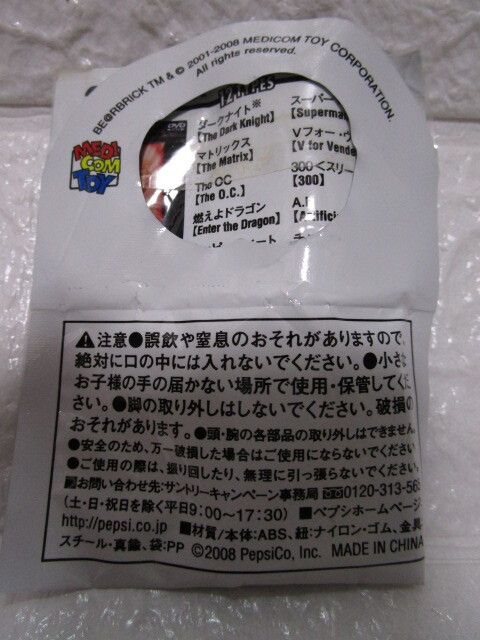 BE@RBRICK TM & © 2001-2008 MEDICOM TOY CORPORATION.
All rights reserved.
MEDI
COM
TOY
DVD
12 TYPES
ダークナイト※
[The Dark Knight]
マトリックス
[The Matrix]
The OC
[The O.C.]
燃えよドラゴン
[Enter the Dragon]
スーパー
[Superma
Vフォー・
[V for Vende
300<スリー
[300]
A.I
⚠注意●誤飲や窒息のおそれがありますので、
絶対に口の中には入れないでください。●小さな
お子様の手の届かない場所で使用・保管してくだ
さい。●脚の取り外しはしないでください。破損の
おそれがあります。●頭・腕の各部品の取り外しはできません。
●安全のため、万一破損した場合はご使用にならないでください
●ご使用の際は、振り回したり、無理に引っ張らないでください
■お問い合わせ先:サントリーキャンペーン事務局 0120-313-56
(土・日・祝日を除く平日9:00〜17:30) ■ペプシホームページ
http://pepsi.co.jp ■材質/本体:ABS、紐:ナイロン・ゴム、金具:
スチール・真鍮、袋:PP ©2008 PepsiCo, Inc. MADE IN CHINA